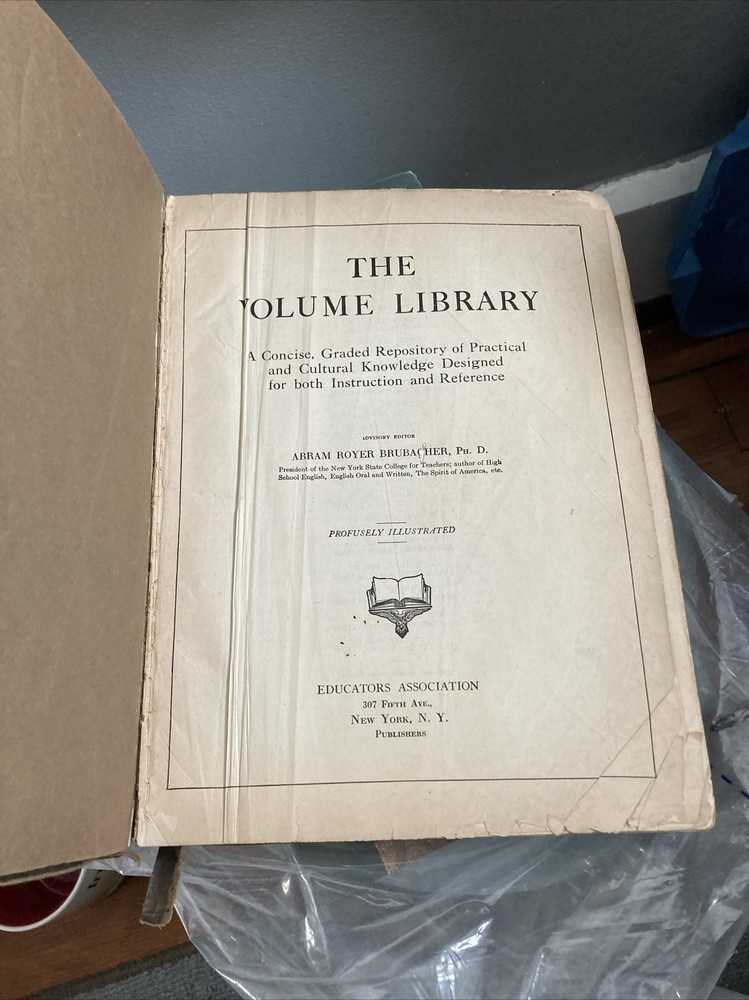 THE
VOLUME LIBRARY
A Concise, Graded Repository of Practical
and Cultural Knowledge Designed
for both Instruction and Reference
ADVISORY EDITOR
ABRAM ROYER BRUBACHER, PH. D.
President of the New York State College for Teachers; author of High
School English, English Oral and Written, The Spirit of America, etc.
PROFUSELY ILLUSTRATED
EDUCATORS ASSOCIATION
307 FIFTH AVE.,
NEW YORK, N. Y.
PUBLISHERS